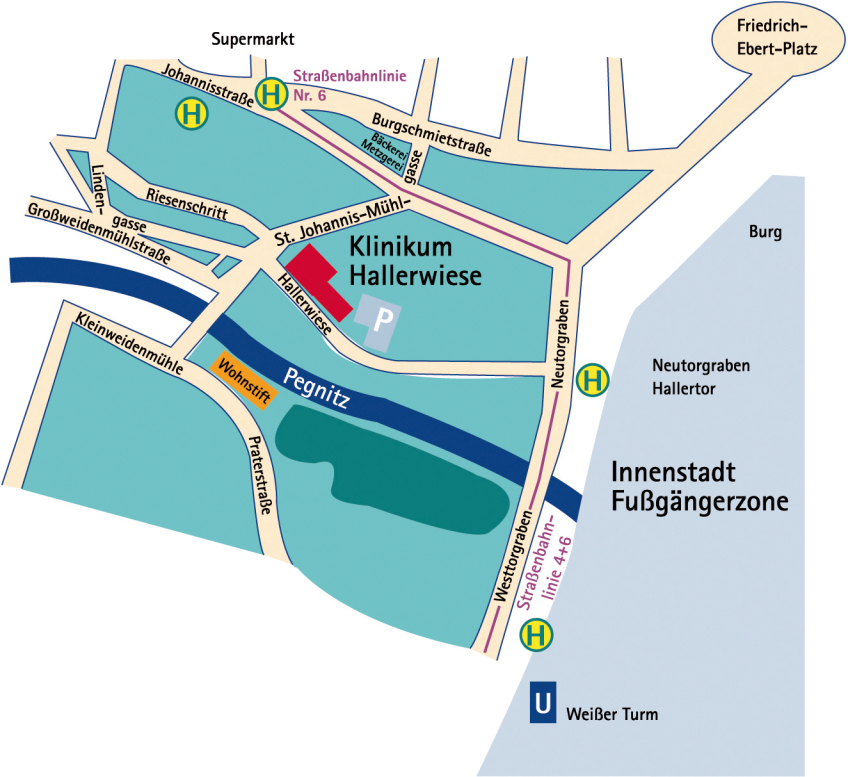 Friedrich-
Ebert-Platz
Supermarkt
Johannisstraße
Straßenbahnlinie
Nr. 6
H
H
Burgschmietstraße
Bäckerei
Metzgerei
gasse
Linden-
gasse
Riesenschritt
Großweidenmühlstraße
St. Johannis-Mühl-
Burg
Klinikum
Hallerwiese
Hallerwiese
P
Neutorgraben
Kleinweidenmühle
Wohnstift
Pegnitz
H
Neutorgraben
Hallertor
Praterstraße
Innenstadt
Fußgängerzone
Westtorgraben
Straßenbahn-
linie 4+6
H
U
Weißer Turm